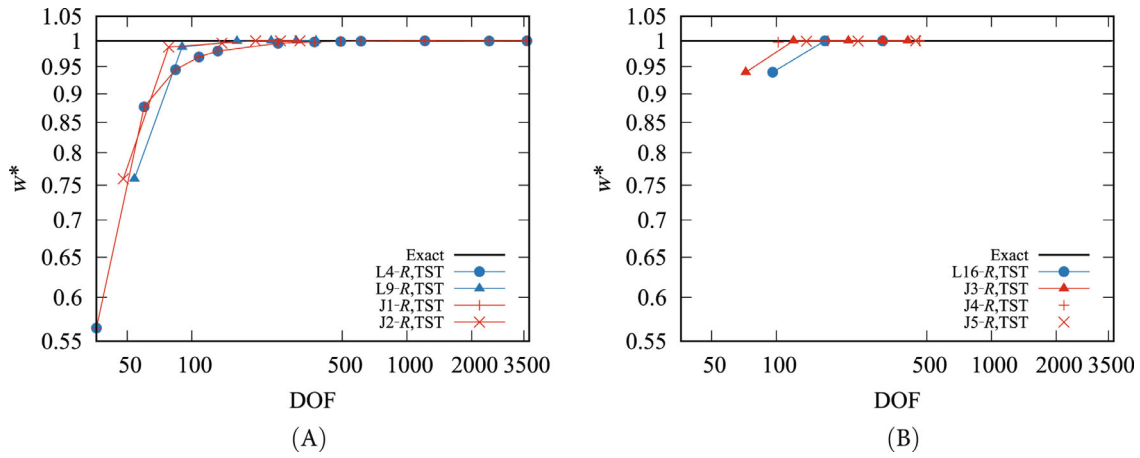 1.05
1
0.95
0.9
0.85
0.8
0.75
0.7
0.65
0.6
0.55
w*
50
100
500
1000
2000
3500
DOF
Exact
L4-R,TST
L9-R,TST
J1-R,TST
J2-R,TST
(A)
1.05
1
0.95
0.9
0.85
0.8
0.75
0.7
0.65
0.6
0.55
w*
50
100
500
1000
2000
3500
DOF
Exact
L16-R,TST
J3-R,TST
J4-R,TST
J5-R,TST
(B)